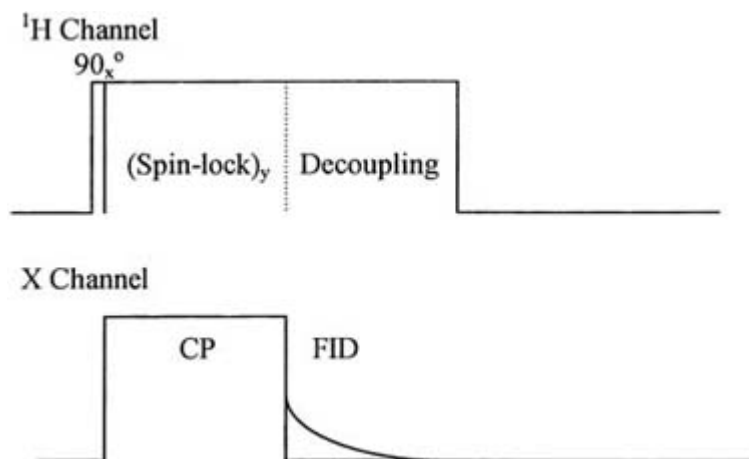 ¹H Channel
90ₓ°
(Spin-lock)ᵧ Decoupling
X Channel
CP FID